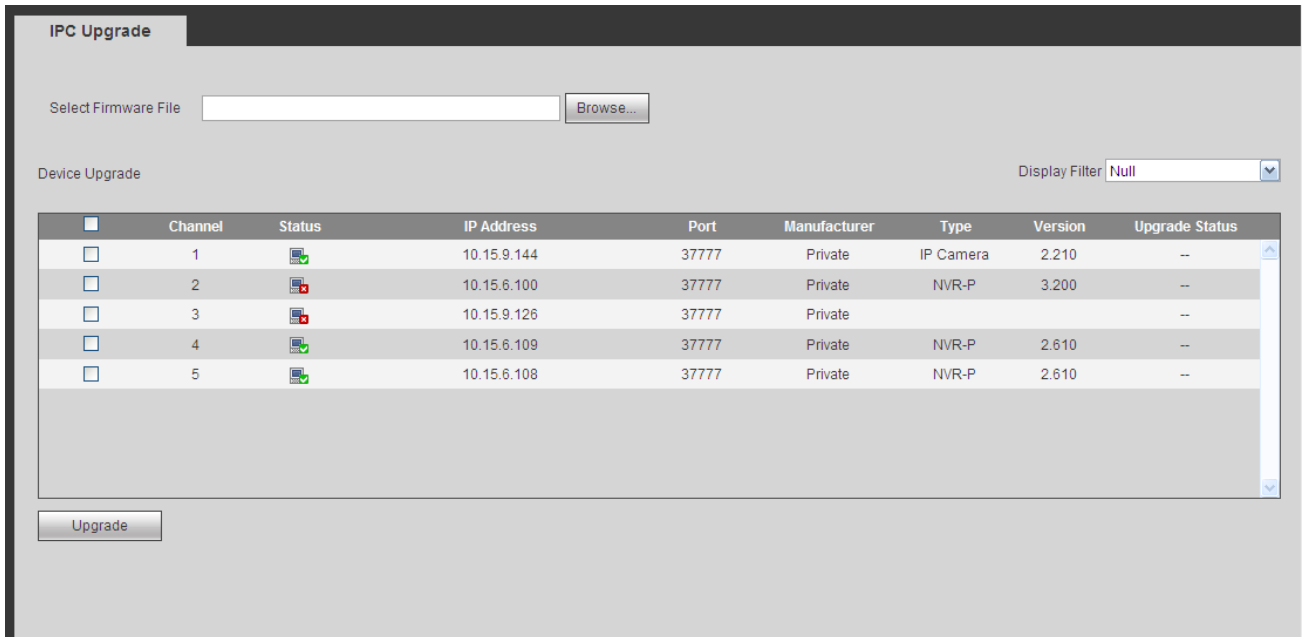 IPC Upgrade
Select Firmware File Browse...
Device Upgrade Display Filter Null
Channel Status IP Address Port Manufacturer Type Version Upgrade Status
1 10.15.9.144 37777 Private IP Camera 2.210 --
2 10.15.6.100 37777 Private NVR-P 3.200 --
3 10.15.9.126 37777 Private --
4 10.15.6.109 37777 Private NVR-P 2.610 --
5 10.15.6.108 37777 Private NVR-P 2.610 --
Upgrade